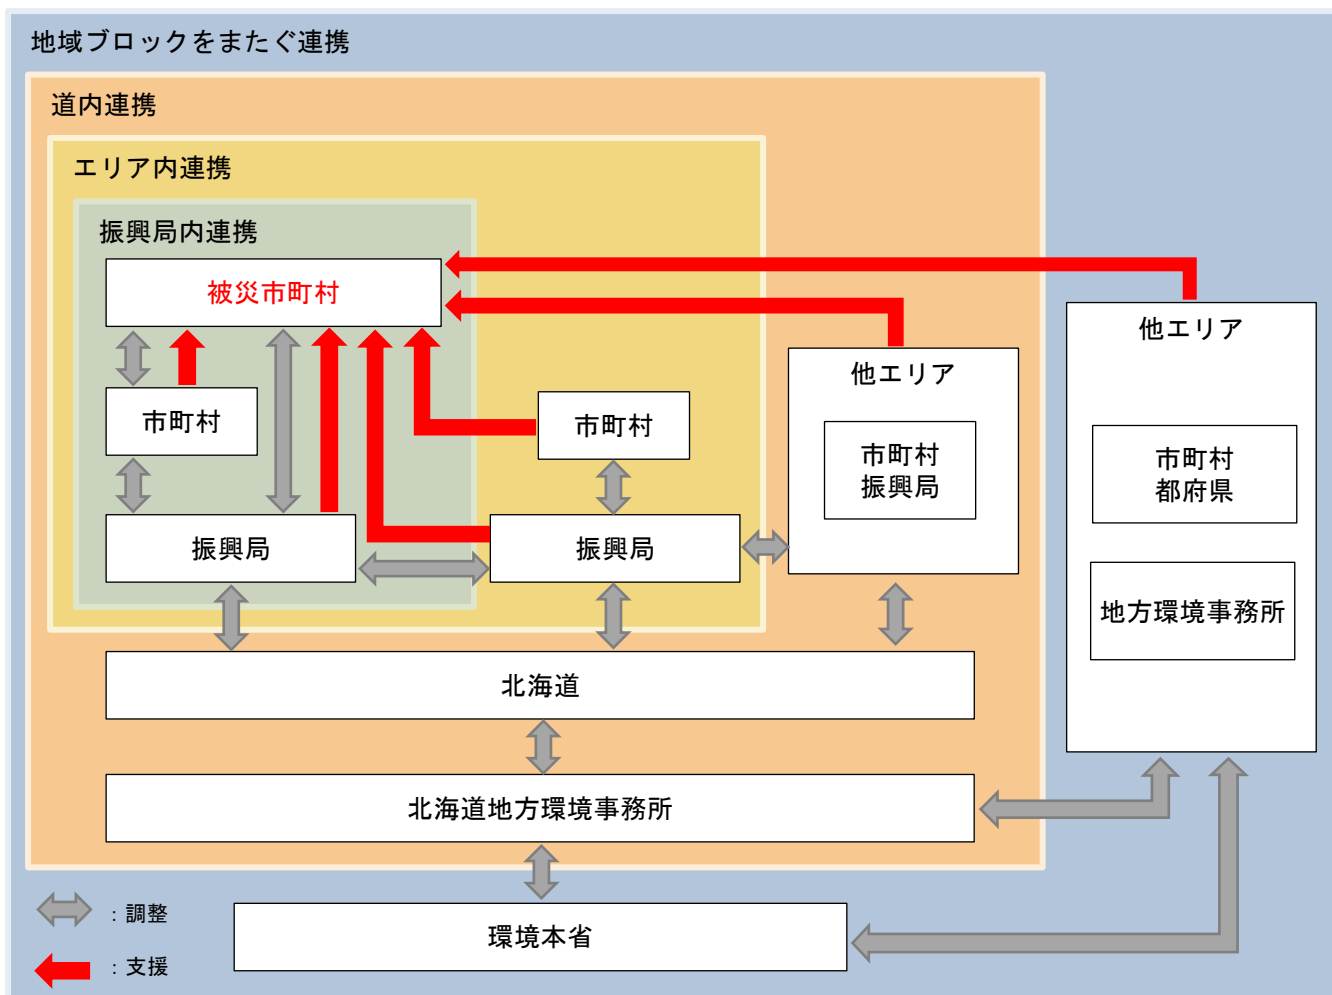 地域ブロックをまたぐ連携
道内連携
エリア内連携
振興局内連携
被災市町村
市町村
振興局
市町村
振興局
他エリア
市町村
振興局
他エリア
市町村
都府県
地方環境事務所
北海道
北海道地方環境事務所
環境本省
：調整
：支援